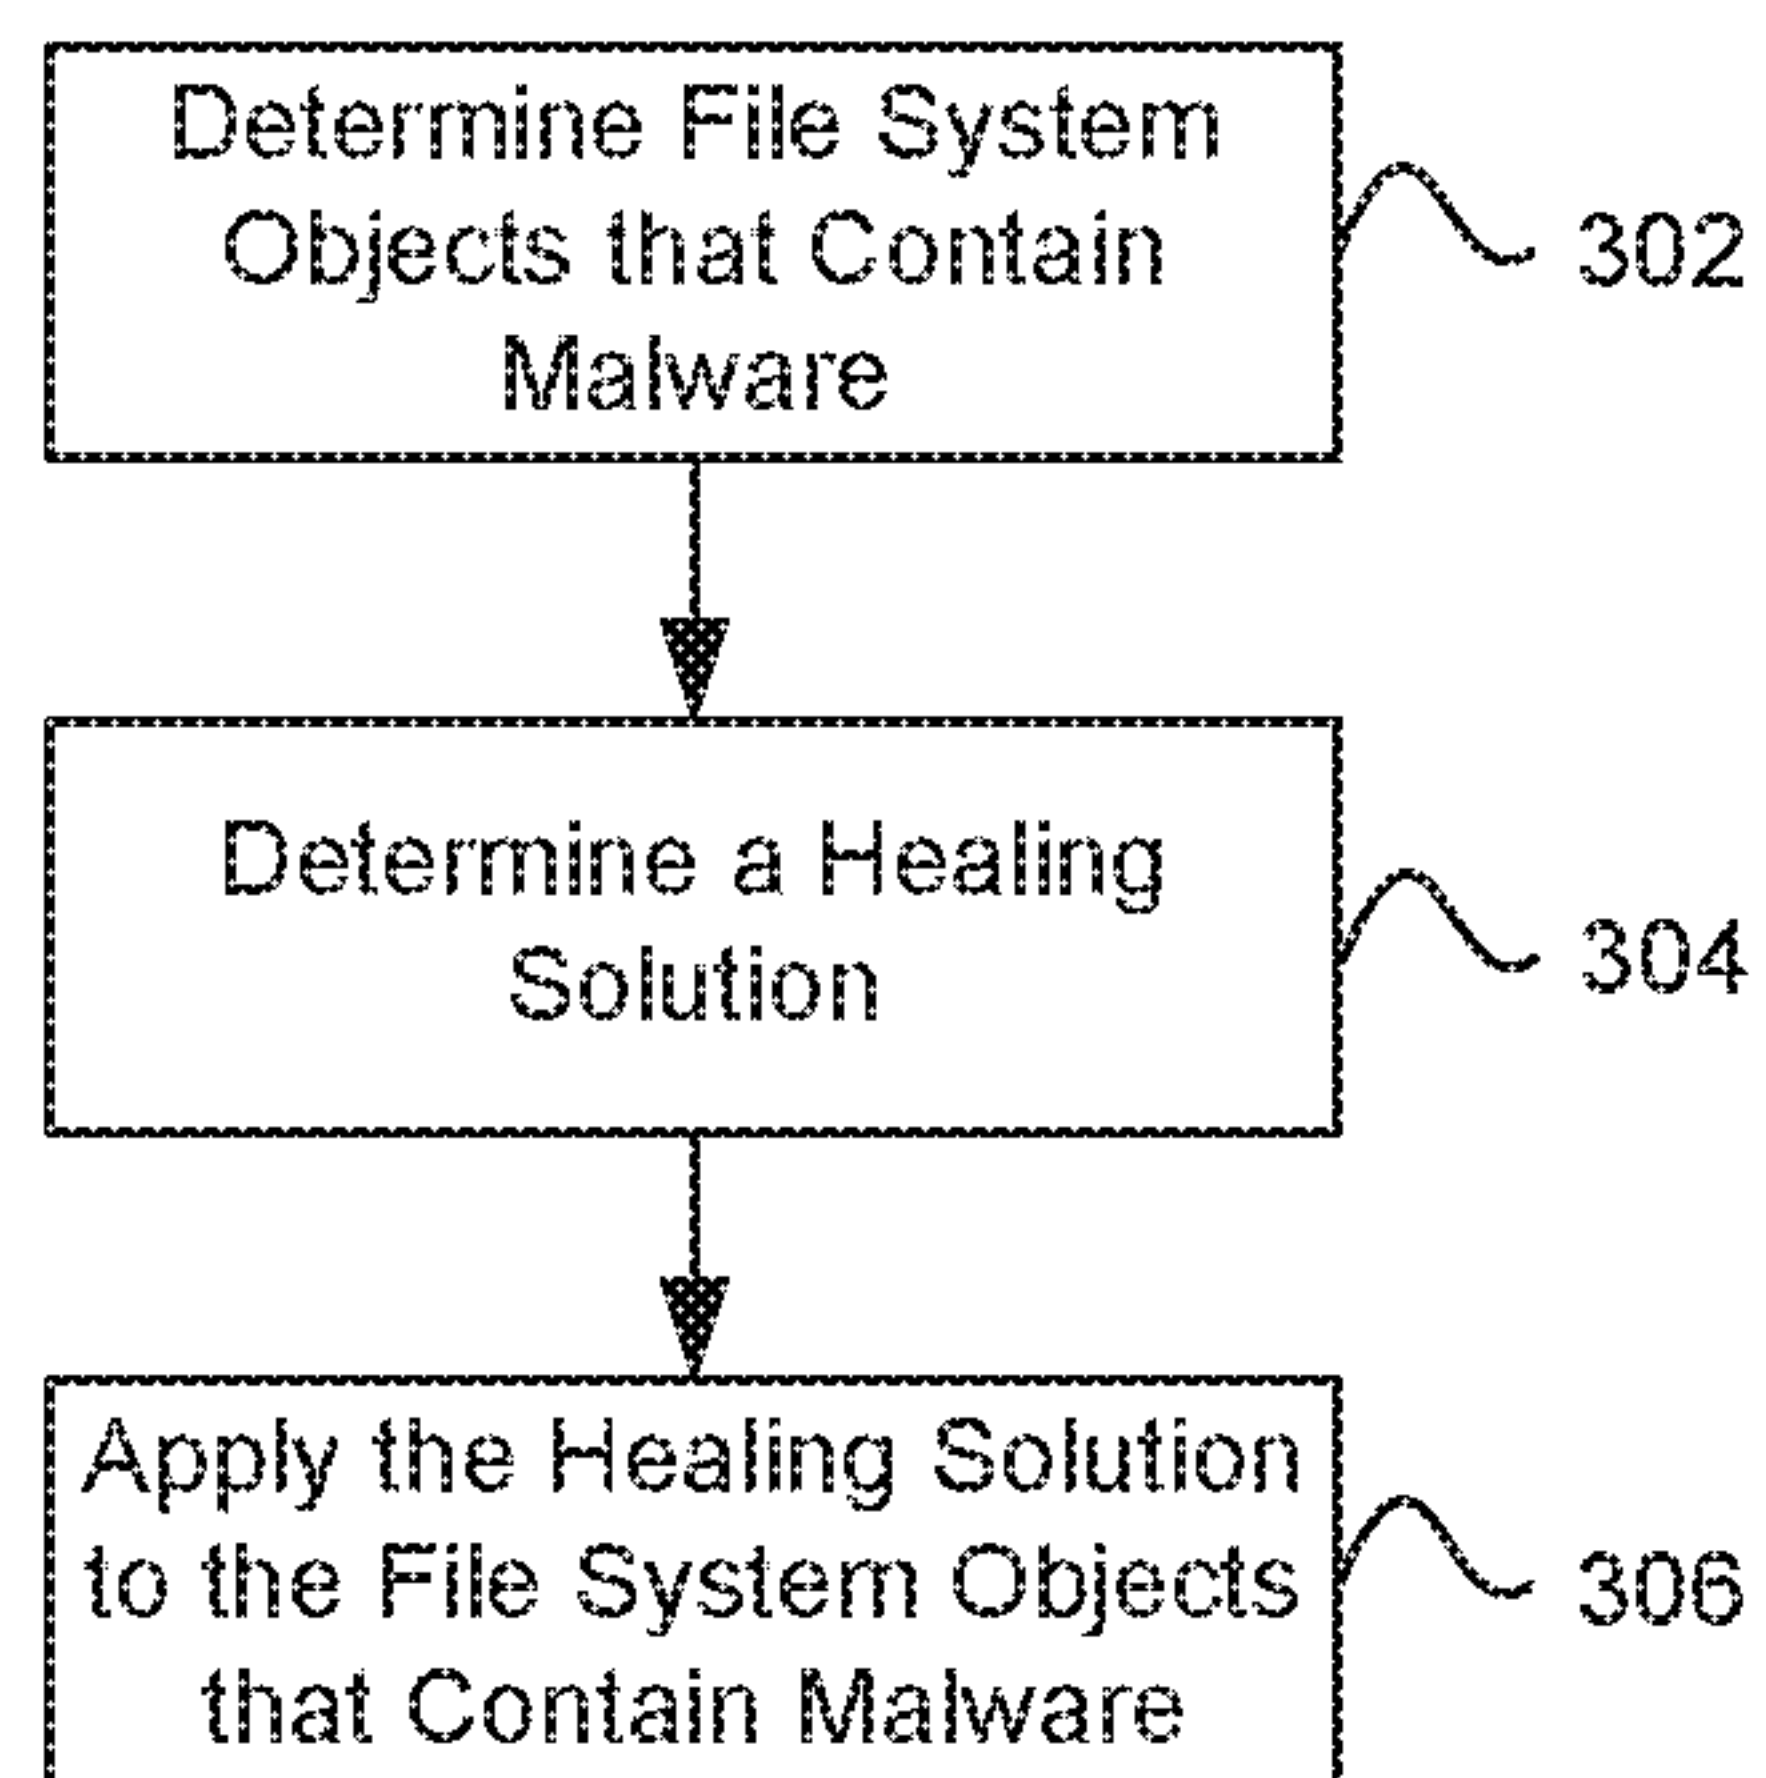 Determine File System
Objects that Contain
Malware
302
Determine a Healing
Solution
304
Apply the Healing Solution
to the File System Objects
that Contain Malware
306